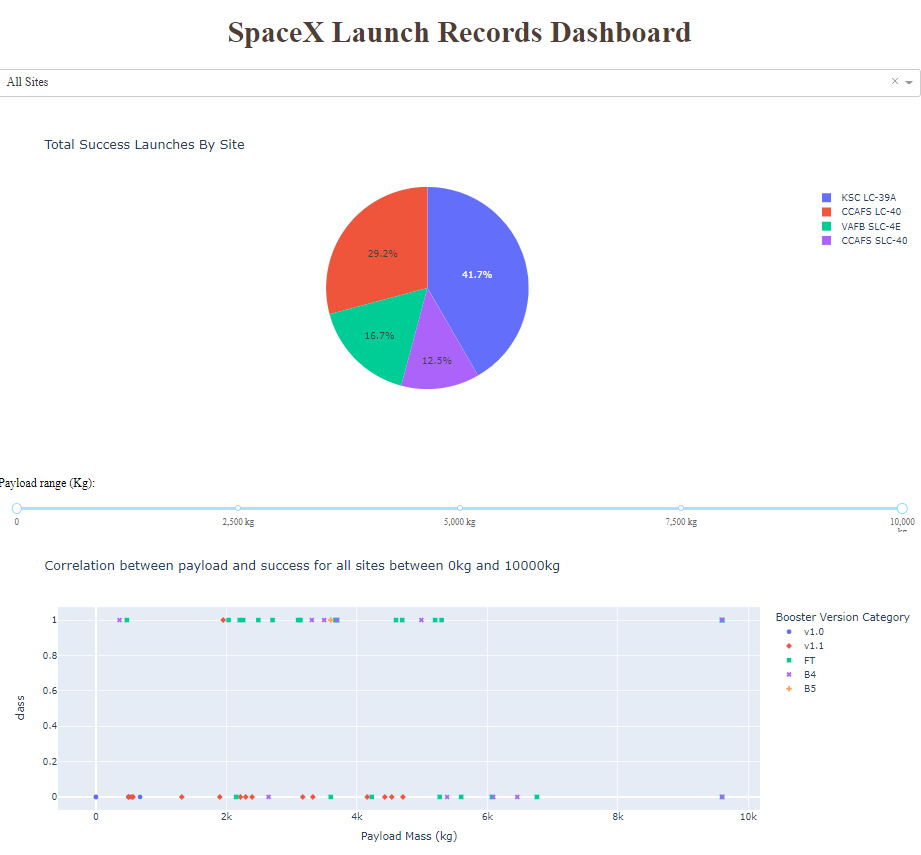 SpaceX Launch Records Dashboard
All Sites
×
Total Success Launches By Site
KSC LC-39A
CCAFS LC-40
VAFB SLC-4E
CCAFS SLC-40
29.2%
41.7%
16.7%
12.5%
Payload range (Kg):
0 2,500 kg 5,000 kg 7,500 kg 10,000
Correlation between payload and success for all sites between 0kg and 10000kg
Booster Version Category
v1.0
v1.1
FT
B4
B5
class
1
0.8
0.6
0.4
0.2
0
0 2k 4k 6k 8k 10k
Payload Mass (kg)